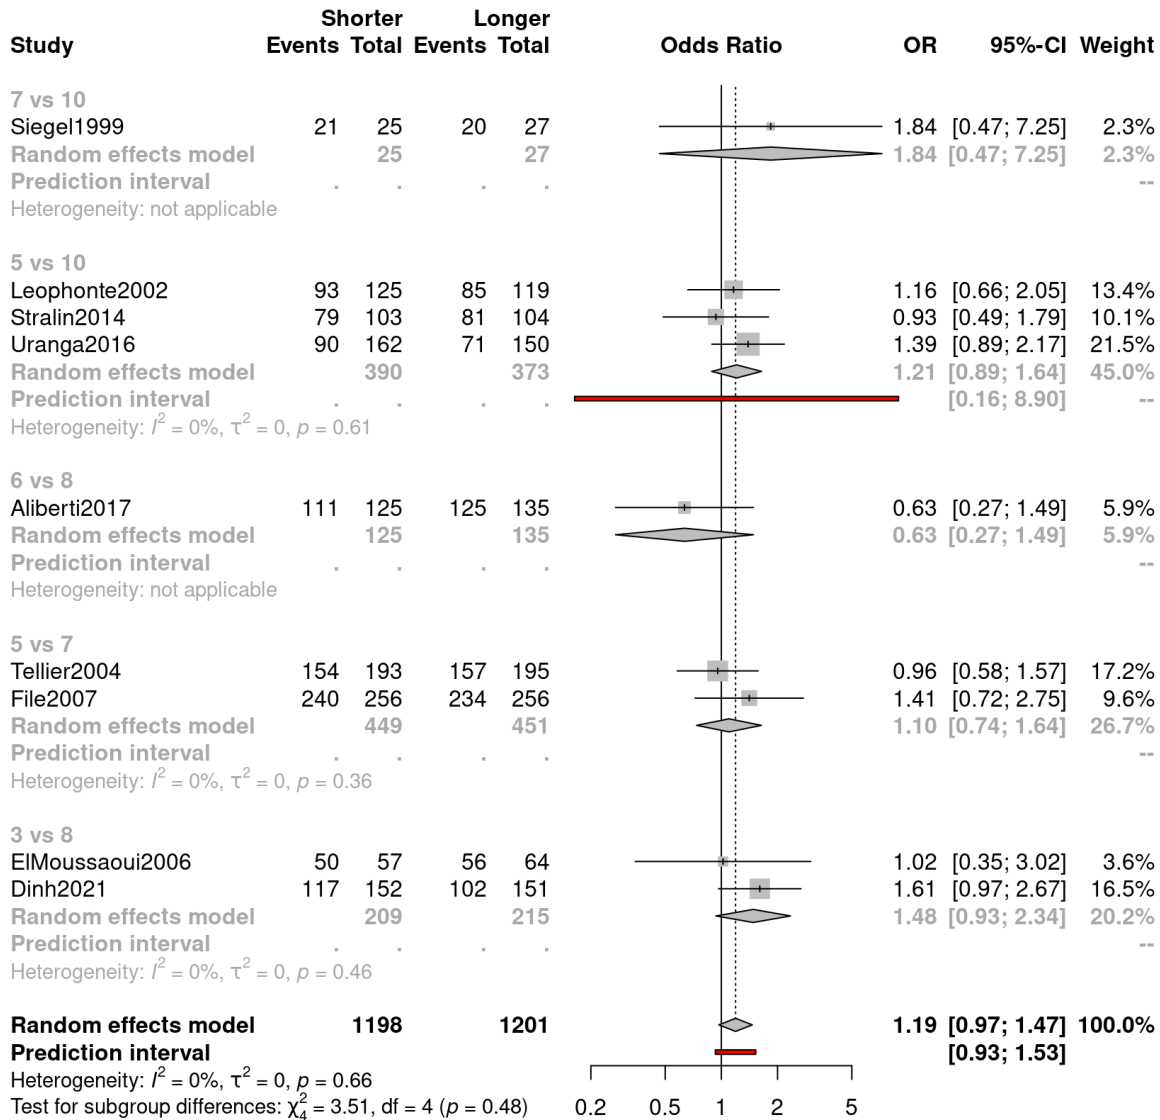 Shorter Longer
Study Events Total Events Total Odds Ratio OR 95%-CI Weight
7 vs 10
Siegel1999 21 25 20 27 1.84 [0.47; 7.25] 2.3%
Random effects model 25 27 1.84 [0.47; 7.25] 2.3%
Prediction interval . . . . --
Heterogeneity: not applicable
5 vs 10
Leophonte2002 93 125 85 119 1.16 [0.66; 2.05] 13.4%
Stralin2014 79 103 81 104 0.93 [0.49; 1.79] 10.1%
Uranga2016 90 162 71 150 1.39 [0.89; 2.17] 21.5%
Random effects model 390 373 1.21 [0.89; 1.64] 45.0%
Prediction interval . . . . [0.16; 8.90] --
Heterogeneity: I² = 0%, τ² = 0, p = 0.61
6 vs 8
Aliberti2017 111 125 125 135 0.63 [0.27; 1.49] 5.9%
Random effects model 125 135 0.63 [0.27; 1.49] 5.9%
Prediction interval . . . . --
Heterogeneity: not applicable
5 vs 7
Tellier2004 154 193 157 195 0.96 [0.58; 1.57] 17.2%
File2007 240 256 234 256 1.41 [0.72; 2.75] 9.6%
Random effects model 449 451 1.10 [0.74; 1.64] 26.7%
Prediction interval . . . . --
Heterogeneity: I² = 0%, τ² = 0, p = 0.36
3 vs 8
ElMoussaoui2006 50 57 56 64 1.02 [0.35; 3.02] 3.6%
Dinh2021 117 152 102 151 1.61 [0.97; 2.67] 16.5%
Random effects model 209 215 1.48 [0.93; 2.34] 20.2%
Prediction interval . . . . --
Heterogeneity: I² = 0%, τ² = 0, p = 0.46
Random effects model 1198 1201 1.19 [0.97; 1.47] 100.0%
Prediction interval [0.93; 1.53]
Heterogeneity: I² = 0%, τ² = 0, p = 0.66
Test for subgroup differences: χ²₄ = 3.51, df = 4 (p = 0.48) 0.2 0.5 1 2 5